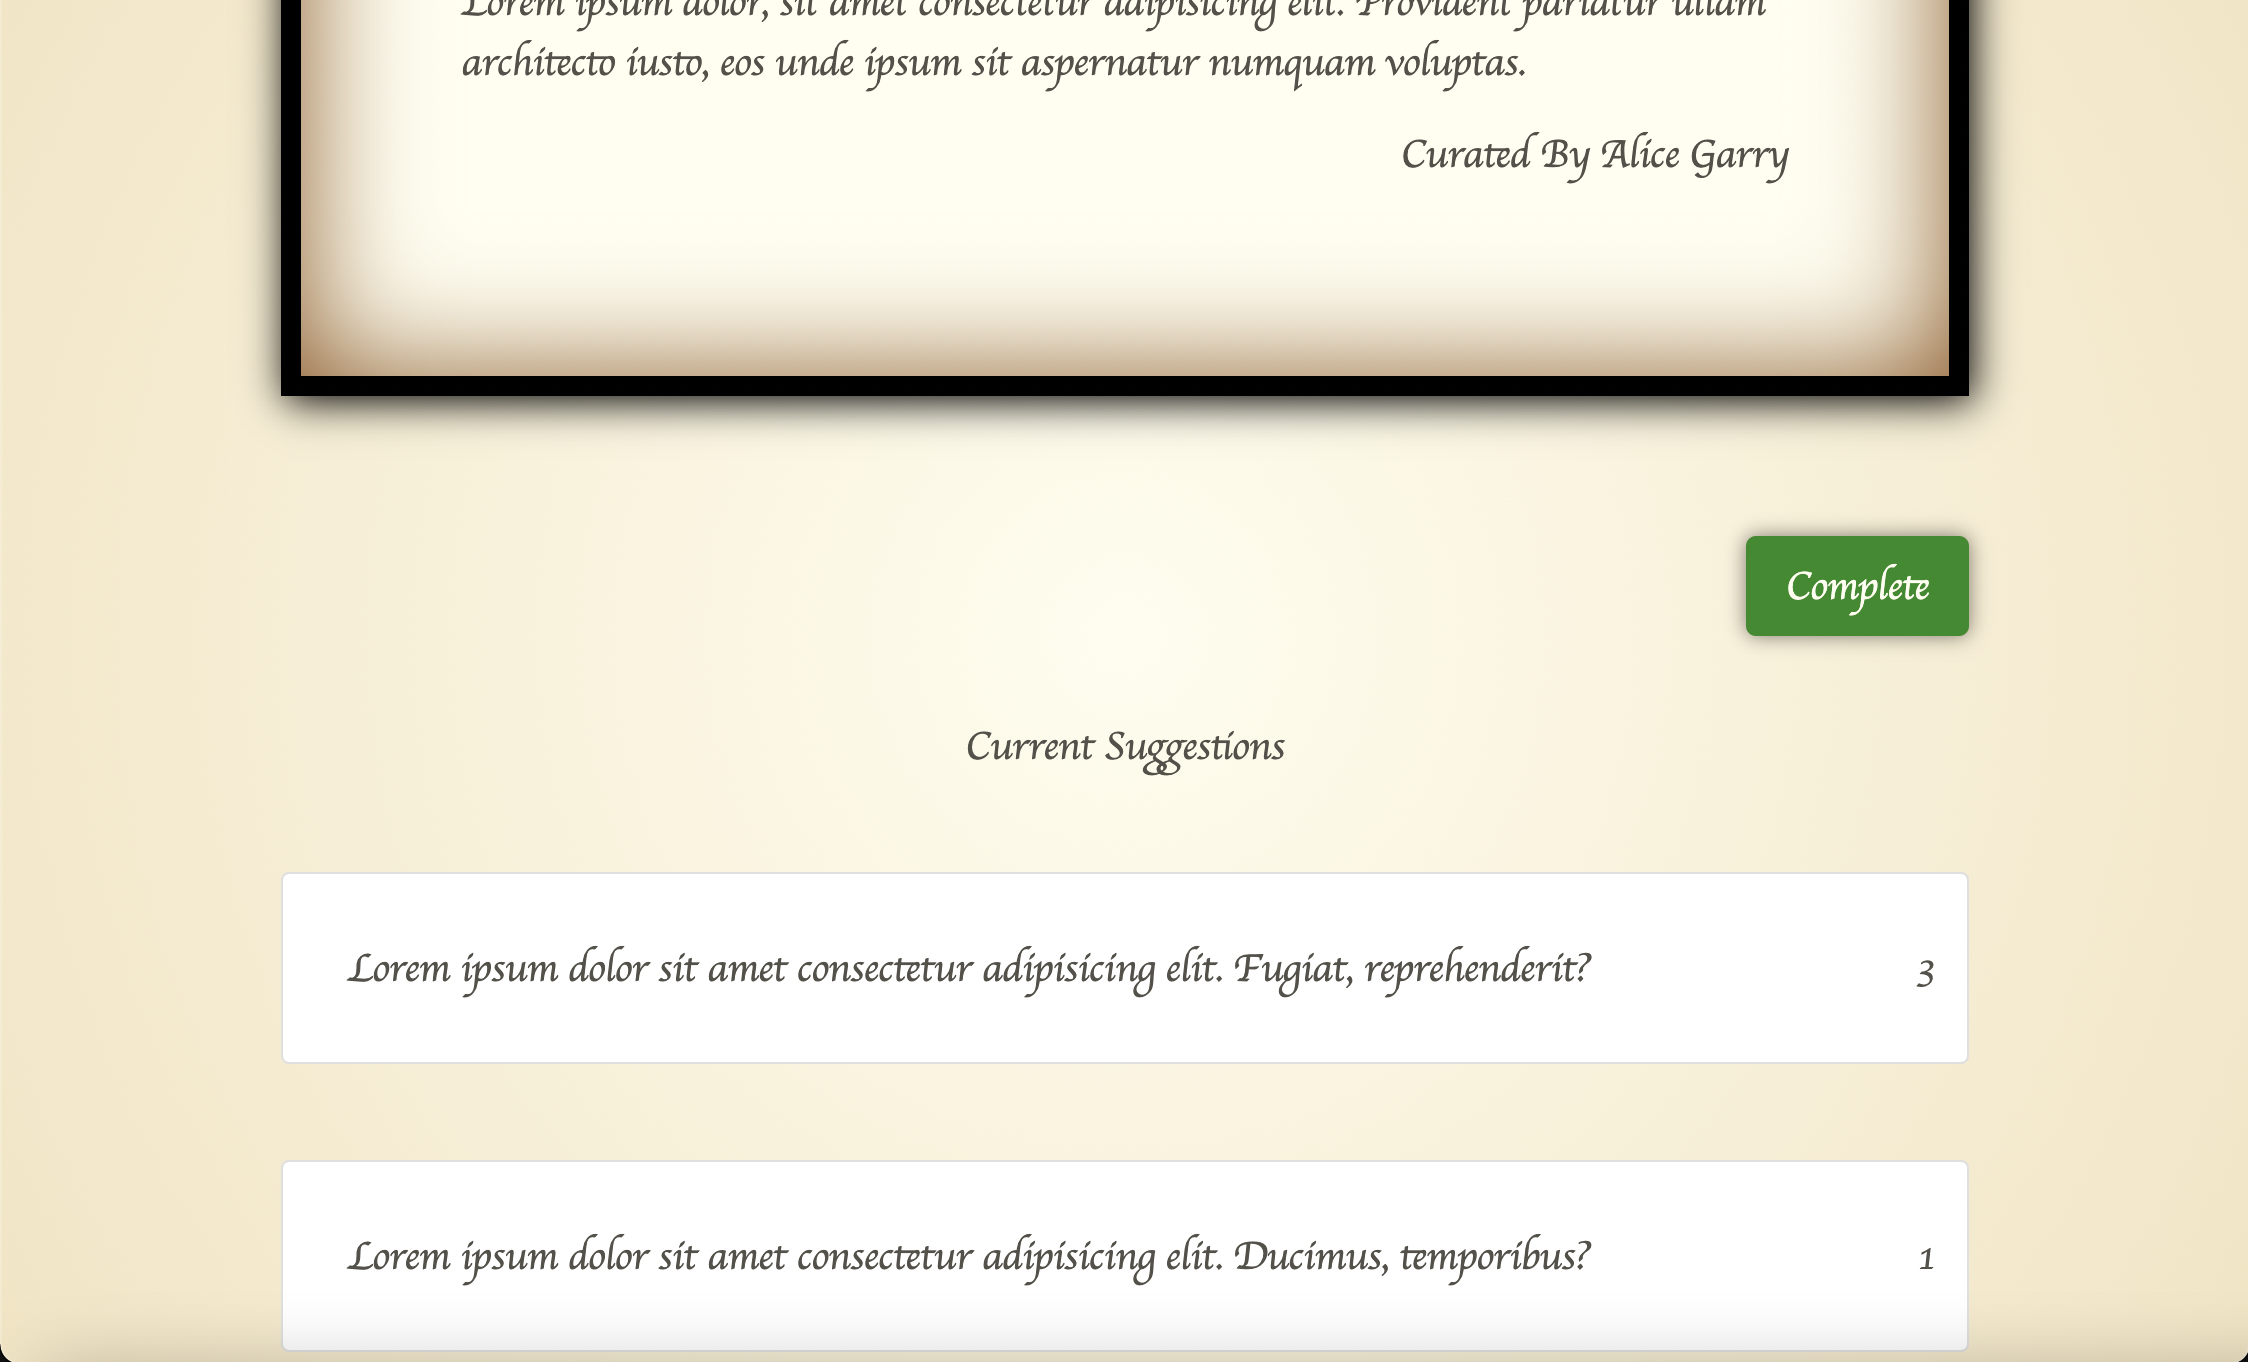 Lorem ipsum dolor, sit amet consectetur adipisicing elit. Provident pariatur ullam
architecto iusto, eos unde ipsum sit aspernatur numquam voluptas.
Curated By Alice Garry
Complete
Current Suggestions
Lorem ipsum dolor sit amet consectetur adipisicing elit. Fugiat, reprehenderit? 3
Lorem ipsum dolor sit amet consectetur adipisicing elit. Ducimus, temporibus? 1